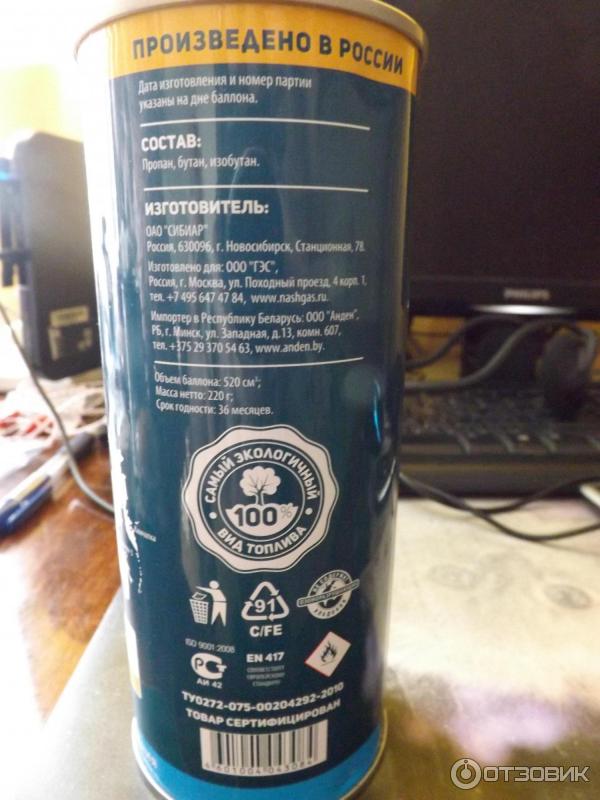 ПРОИЗВЕДЕНО В РОССИИ
Дата изготовления и номер партии
указаны на дне баллона.
СОСТАВ:
Пропан, бутан, изобутан.
ИЗГОТОВИТЕЛЬ:
ОАО "СИБИАР"
Россия, 630096, г. Новосибирск, Станционная, 78.
Изготовлено для: ООО "ГЭС",
Россия, г. Москва, ул. Походный проезд, 4 корп. 1,
тел. +7 495 647 47 84, www.nashgas.ru.
Импортер в Республику Беларусь: ООО "Анден",
РБ, г. Минск, ул. Западная, д.13, комн. 607,
тел. +375 29 370 54 63, www.anden.by.
Объем баллона: 520 см³;
Масса нетто: 220 г;
Срок годности: 36 месяцев.
САМЫЙ ЭКОЛОГИЧНЫЙ
100%
ВИД ТОПЛИВА
91
C/FE
ISO 9001:2008
АИ 42
EN 417
СООТВЕТСТВУЕТ
ЕВРОПЕЙСКОМУ
СТАНДАРТУ
ТУ0272-075-00204292-2010
ТОВАР СЕРТИФИЦИРОВАН
4601004043084
PHILIPS
ОТЗОВИК